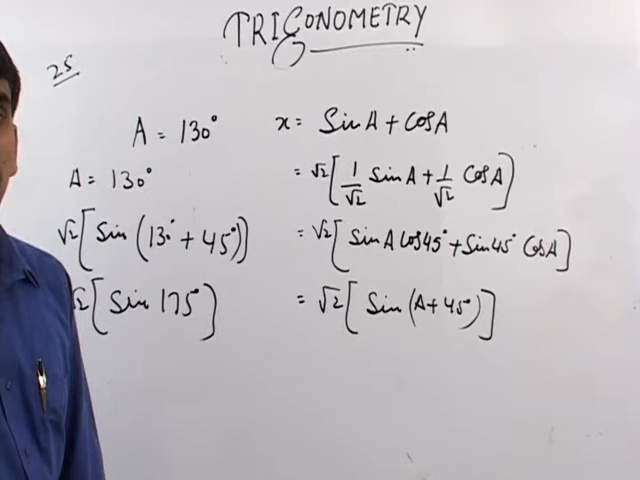 TRIGONOMETRY
25
A = 130°
x = Sin A + Cos A
A = 130°
= √2[1/√2 Sin A + 1/√2 Cos A]
√2[Sin (130° + 45°)]
= √2[Sin A Cos 45° + Sin 45° Cos A]
√2[Sin 175°]
= √2[Sin (A + 45°)]